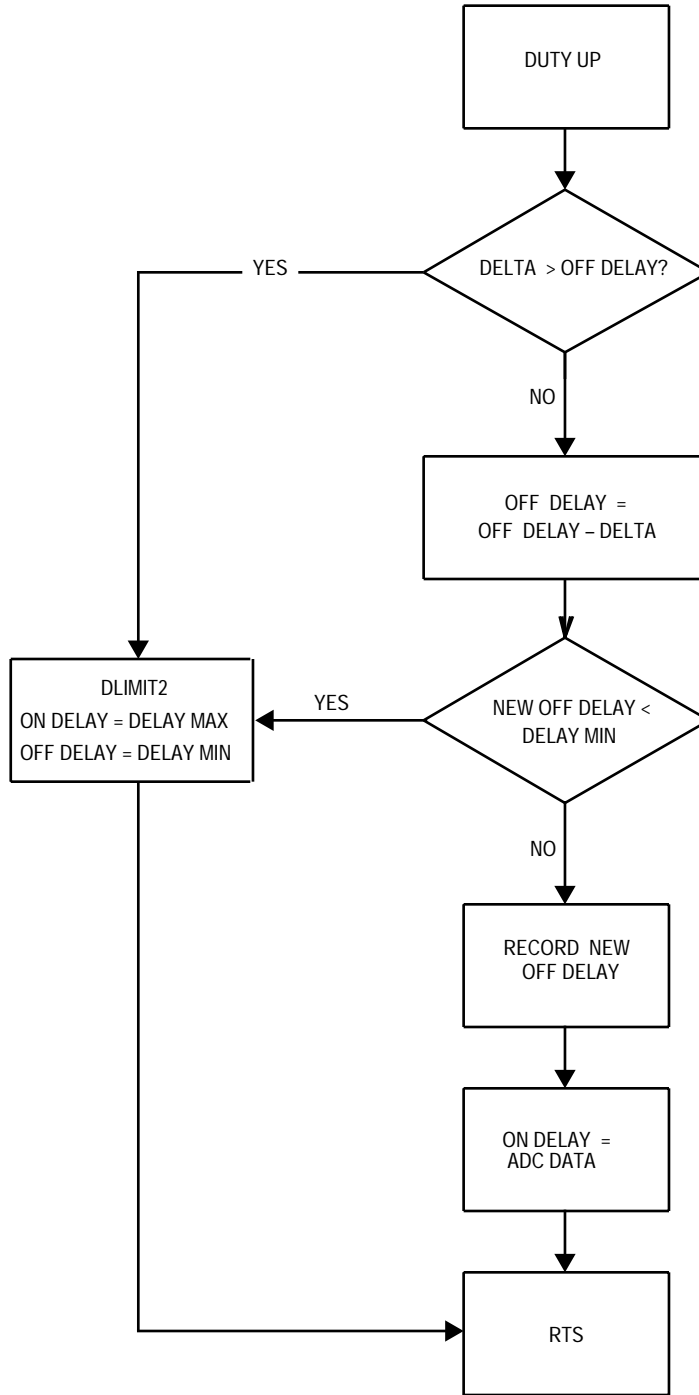 DUTY UP
DELTA > OFF DELAY?
YES
NO
OFF DELAY =
OFF DELAY – DELTA
NEW OFF DELAY <
DELAY MIN
YES
DLIMIT2
ON DELAY = DELAY MAX
OFF DELAY = DELAY MIN
NO
RECORD NEW
OFF DELAY
ON DELAY =
ADC DATA
RTS